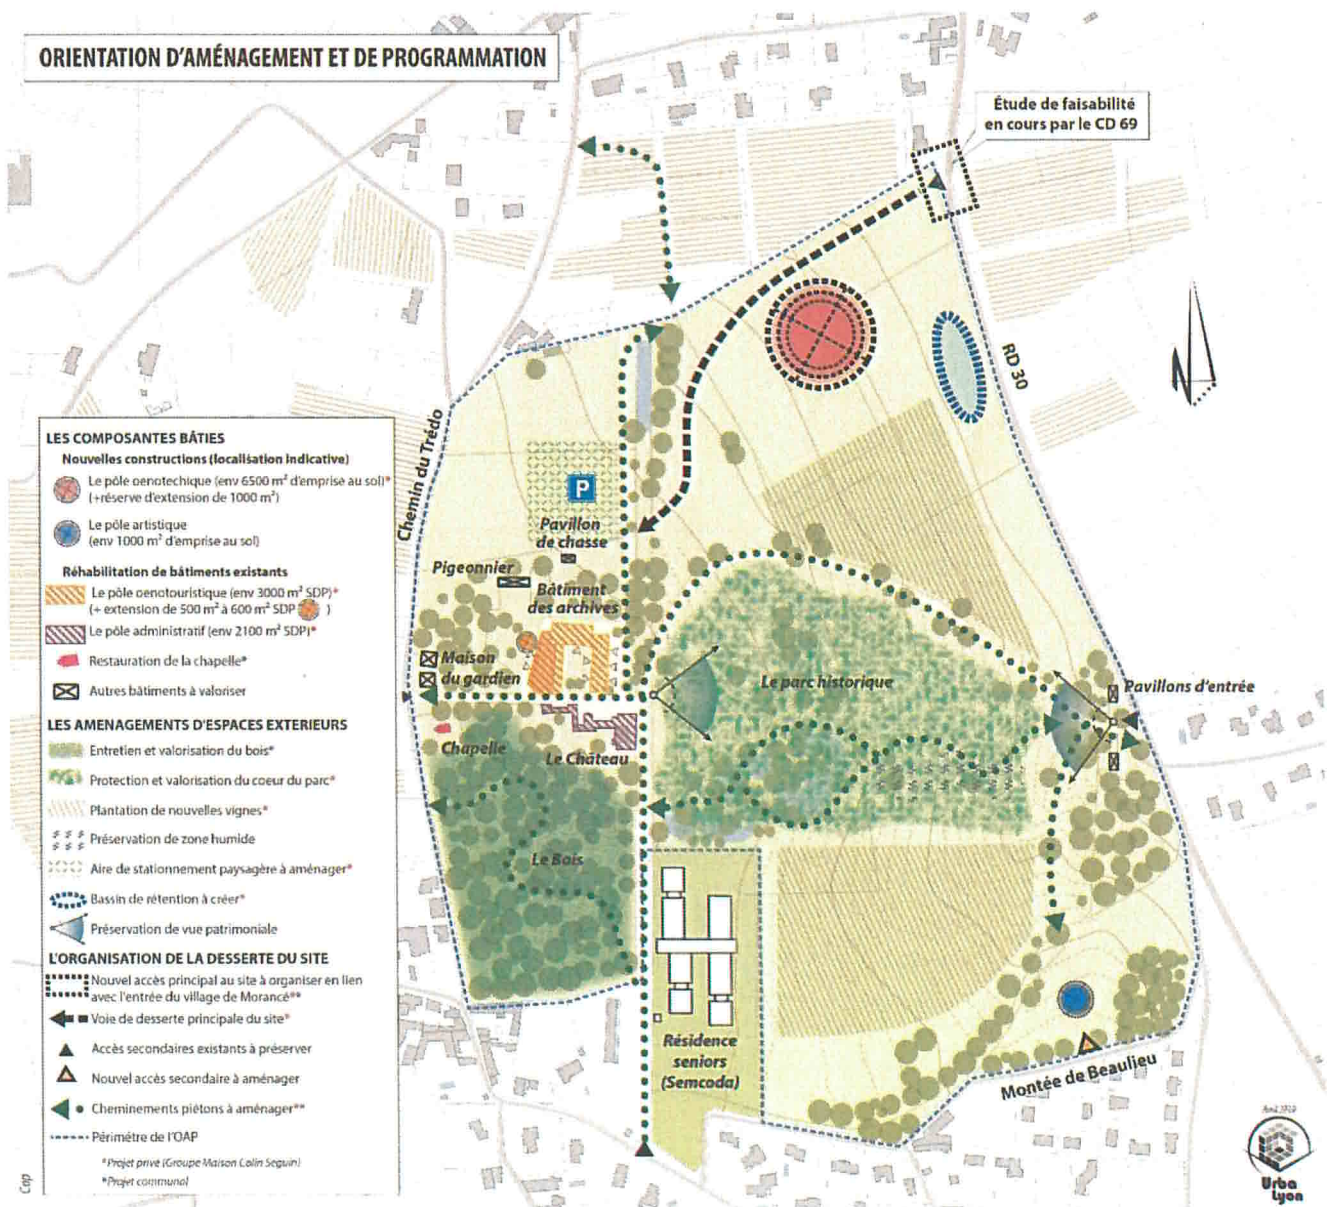 ORIENTATION D'AMÉNAGEMENT ET DE PROGRAMMATION
Étude de faisabilité
en cours par le CD 69
RD 30
Chemin du Trédo
P
Pavillon
de chasse
Pigeonnier
Bâtiment
des archives
Maison
du gardien
Le parc historique
Pavillons d'entrée
Chapelle
Le Château
Le Bois
Résidence
seniors
(Semcoda)
Montée de Beaulieu
LES COMPOSANTES BÂTIES
Nouvelles constructions (localisation indicative)
Le pôle oenotechique (env 6500 m² d'emprise au sol)*
(+réserve d'extension de 1000 m²)
Le pôle artistique
(env 1000 m² d'emprise au sol)
Réhabilitation de bâtiments existants
Le pôle oenotouristique (env 3000 m² SDP)*
(+ extension de 500 m² à 600 m² SDP )
Le pôle administratif (env 2100 m² SDP)*
Restauration de la chapelle*
Autres bâtiments à valoriser
LES AMENAGEMENTS D'ESPACES EXTERIEURS
Entretien et valorisation du bois*
Protection et valorisation du coeur du parc*
Plantation de nouvelles vignes*
Préservation de zone humide
Aire de stationnement paysagère à aménager*
Bassin de rétention à créer*
Préservation de vue patrimoniale
L'ORGANISATION DE LA DESSERTE DU SITE
Nouvel accès principal au site à organiser en lien
avec l'entrée du village de Morancé**
Voie de desserte principale du site*
Accès secondaires existants à préserver
Nouvel accès secondaire à aménager
Cheminements piétons à aménager**
Périmètre de l'OAP
*Projet privé (Groupe Maison Colin Seguin)
*Projet communal
N
Urba
Lyon